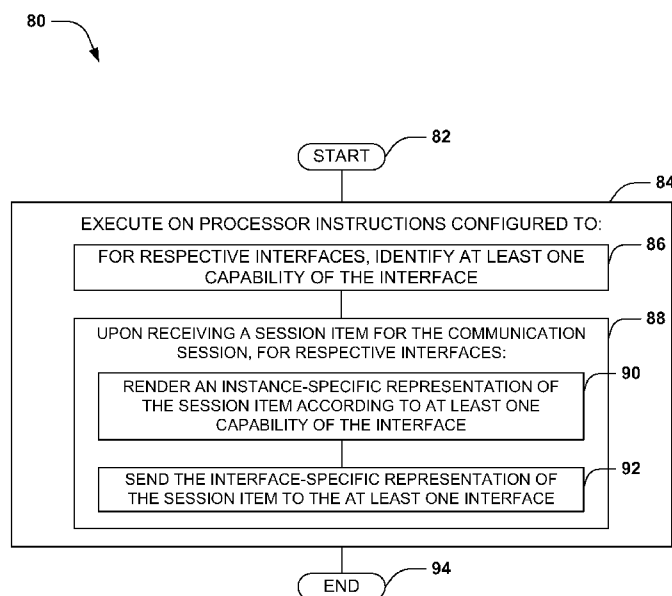 80
START
82
84
EXECUTE ON PROCESSOR INSTRUCTIONS CONFIGURED TO:
86
FOR RESPECTIVE INTERFACES, IDENTIFY AT LEAST ONE
CAPABILITY OF THE INTERFACE
88
UPON RECEIVING A SESSION ITEM FOR THE COMMUNICATION
SESSION, FOR RESPECTIVE INTERFACES:
90
RENDER AN INSTANCE-SPECIFIC REPRESENTATION OF
THE SESSION ITEM ACCORDING TO AT LEAST ONE
CAPABILITY OF THE INTERFACE
92
SEND THE INTERFACE-SPECIFIC REPRESENTATION OF
THE SESSION ITEM TO THE AT LEAST ONE INTERFACE
END
94